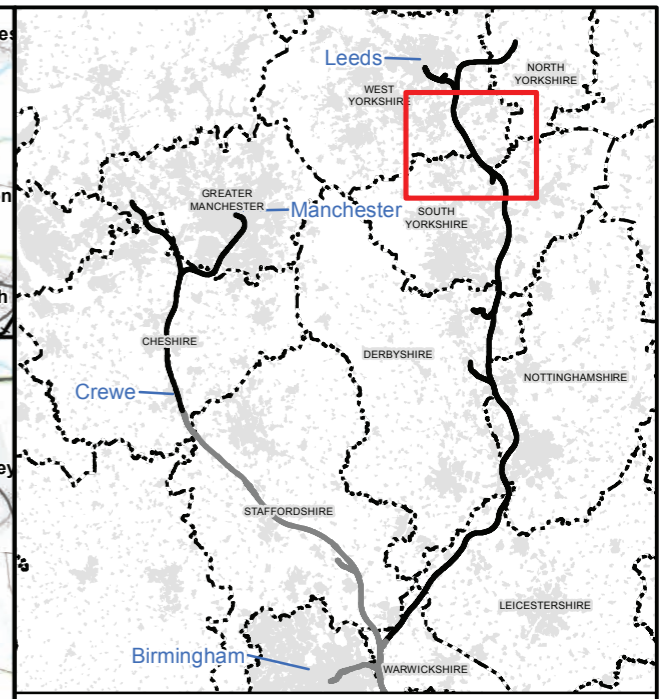 Leeds
NORTH
YORKSHIRE
WEST
YORKSHIRE
GREATER
MANCHESTER
Manchester
SOUTH
YORKSHIRE
CHESHIRE
DERBYSHIRE
NOTTINGHAMSHIRE
Crewe
STAFFORDSHIRE
LEICESTERSHIRE
Birmingham
WARWICKSHIRE